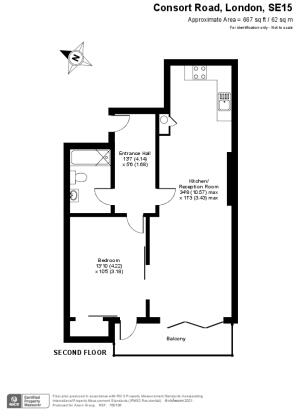 Consort Road, London, SE15
Approximate Area = 667 sq ft / 62 sq m
For identification only - Not to scale
N
Entrance Hall
13'7 (4.14)
x 5'6 (1.68)
Kitchen/
Reception Room
34'8 (10.57) max
x 11'3 (3.43) max
Bedroom
13'10 (4.22)
x 10'5 (3.18)
Balcony
SECOND FLOOR
Certified
Property
Measurer
Floor plan produced in accordance with RICS Property Measurement Standards incorporating
International Property Measurement Standards (IPMS2 Residential). ©nichecom 2021.
Produced for